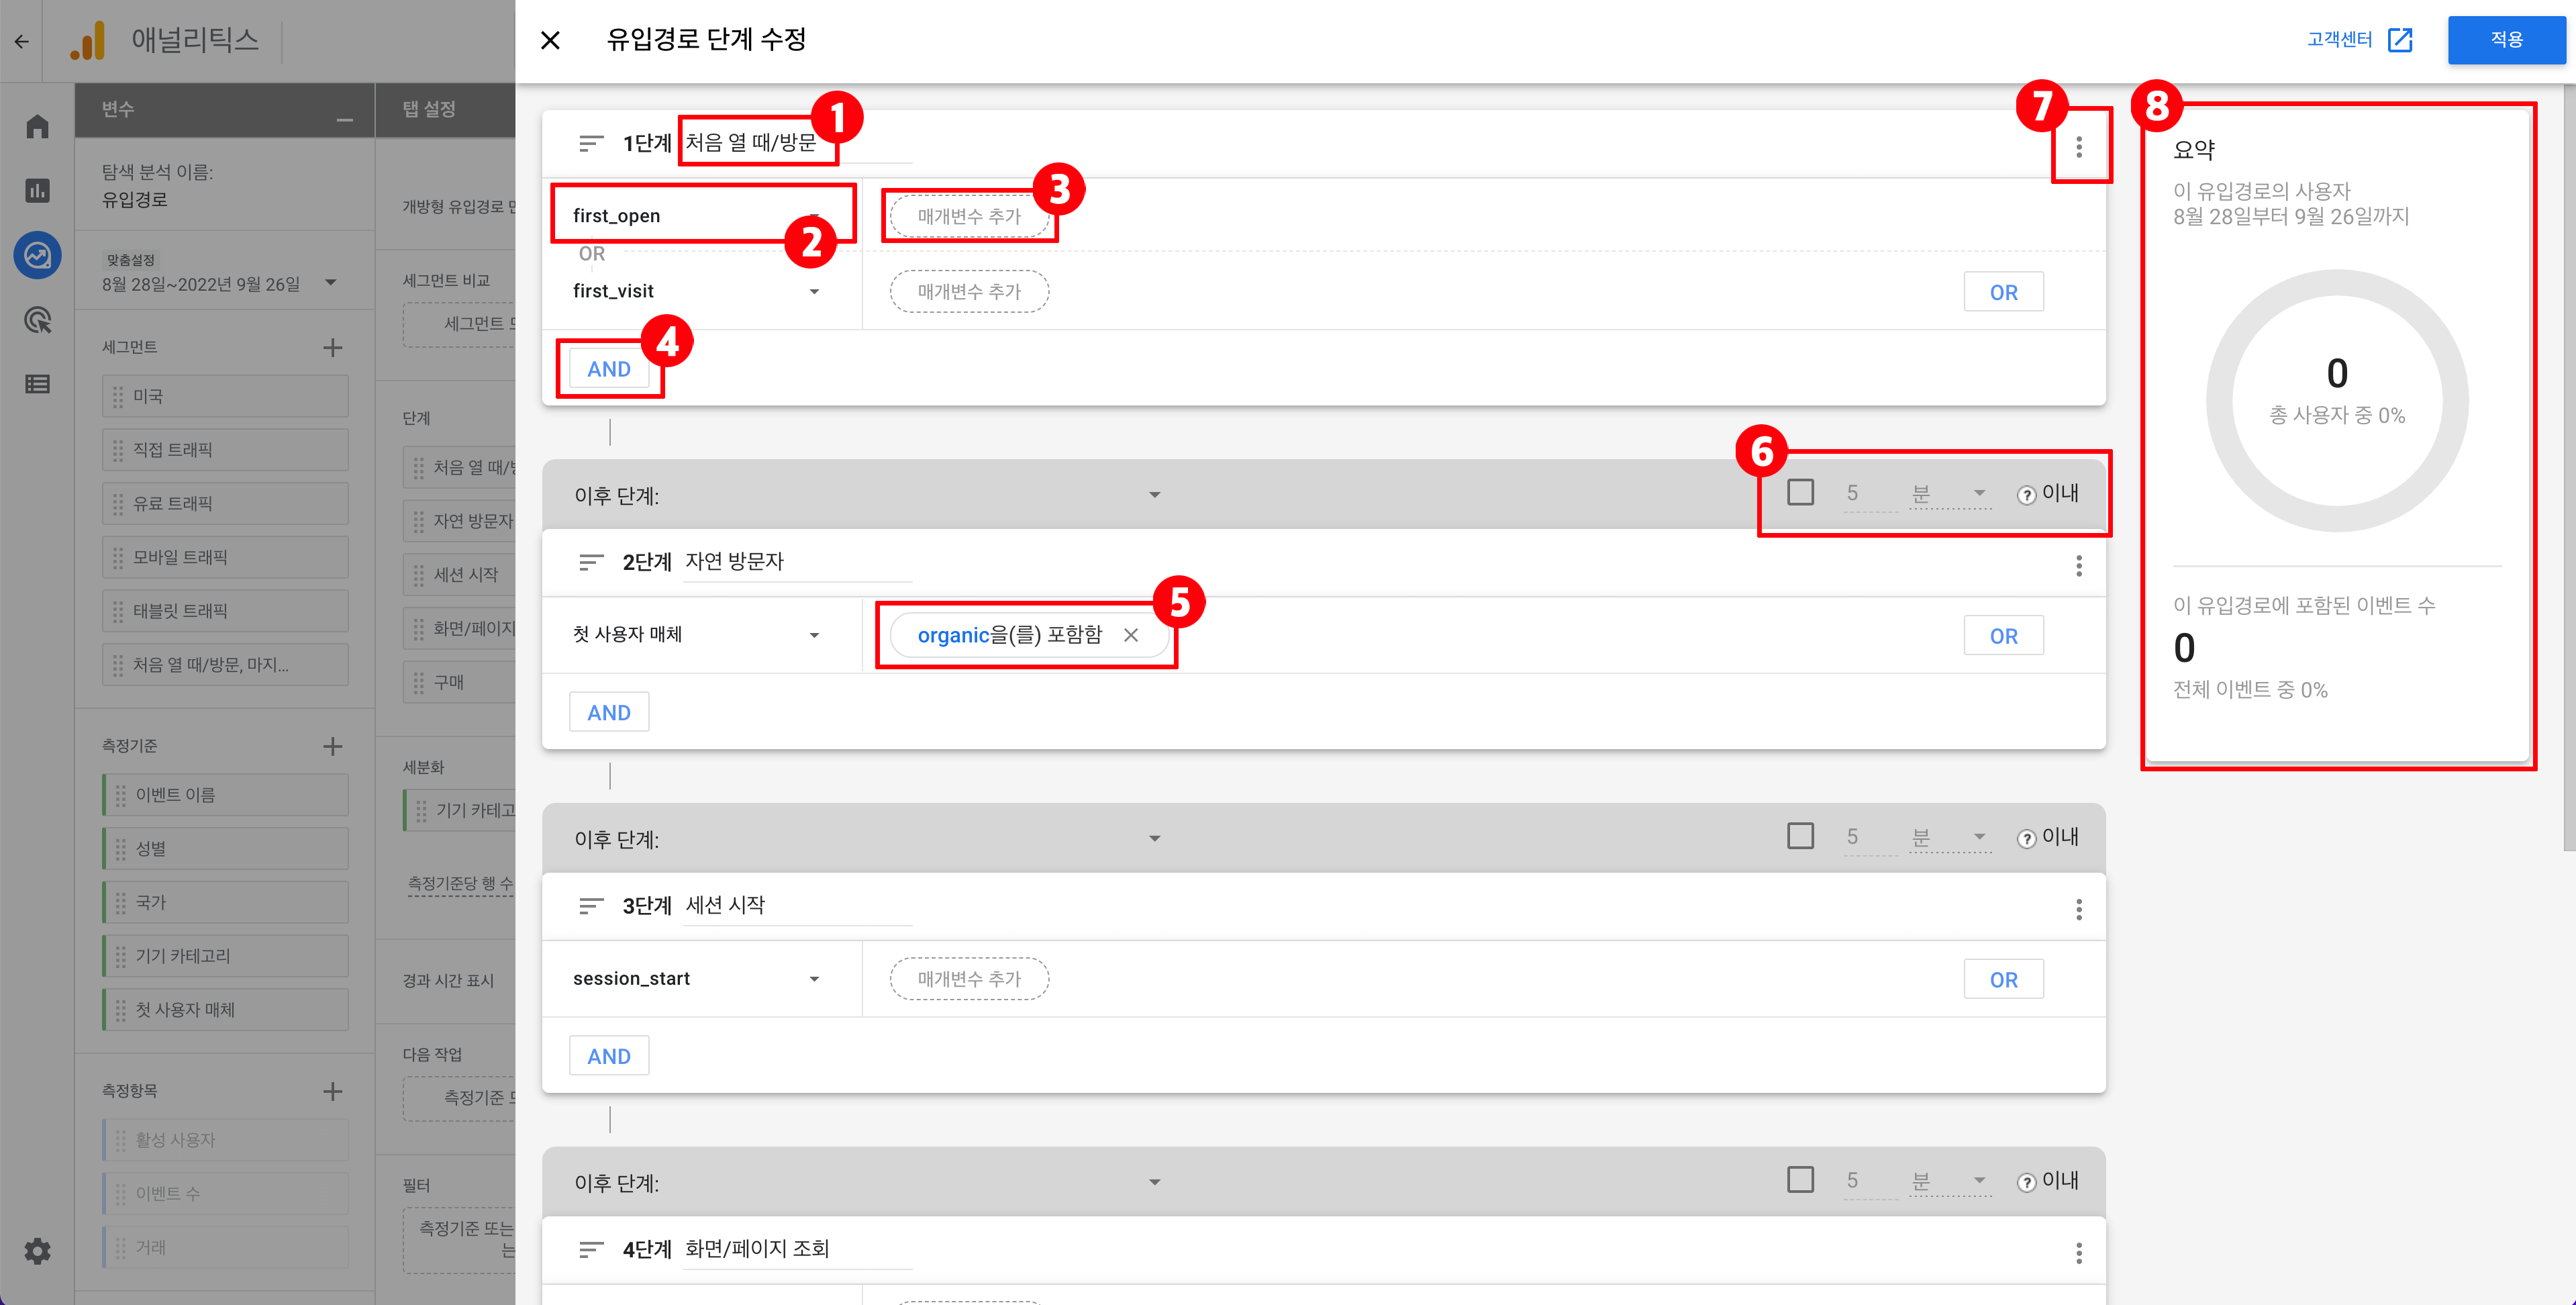 애널리틱스
유입경로 단계 수정
고객센터
적용
변수
탐색 분석 이름:
유입경로
맞춤설정
8월 28일~2022년 9월 26일
세그먼트
미국
직접 트래픽
유료 트래픽
모바일 트래픽
태블릿 트래픽
처음 열 때/방문, 마지...
측정기준
이벤트 이름
성별
국가
기기 카테고리
첫 사용자 매체
측정항목
활성 사용자
이벤트 수
거래
탭 설정
개방형 유입경로
세그먼트 비교
세그먼트
단계
처음 열 때/
자연 방문자
세션 시작
화면/페이지
구매
세분화
기기 카테고
측정기준당 행 수
경과 시간 표시
다음 작업
측정기준
필터
측정기준 또는
1단계 처음 열 때/방문
1
7
first_open
2
매개변수 추가
3
OR
first_visit
매개변수 추가
OR
AND
4
이후 단계:
6
5 분 ? 이내
2단계 자연 방문자
첫 사용자 매체
organic을(를) 포함함
5
OR
AND
이후 단계:
5 분 ? 이내
3단계 세션 시작
session_start
매개변수 추가
OR
AND
이후 단계:
5 분 ? 이내
4단계 화면/페이지 조회
8
요약
이 유입경로의 사용자
8월 28일부터 9월 26일까지
0
총 사용자 중 0%
이 유입경로에 포함된 이벤트 수
0
전체 이벤트 중 0%